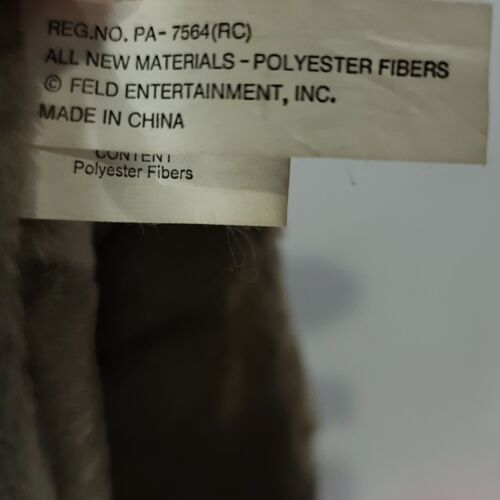 REG.NO. PA-7564(RC)
ALL NEW MATERIALS-POLYESTER FIBERS
© FELD ENTERTAINMENT, INC.
MADE IN CHINA
CONTENT
Polyester Fibers